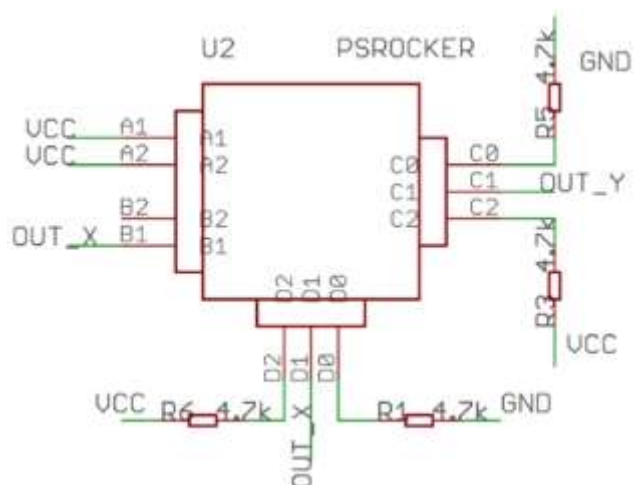 U2 PSROCKER
4.7k GND
R5
VCC A1 A1
VCC A2 A2
C0 C0
C1 C1 OUT_Y
C2 C2
B2 B2
OUT_X B1 B1
4.7k
R3
VCC
D2 D1 D0
D2 D1 D0
VCC R6 4.7k
OUT_X
R1 4.7k GND